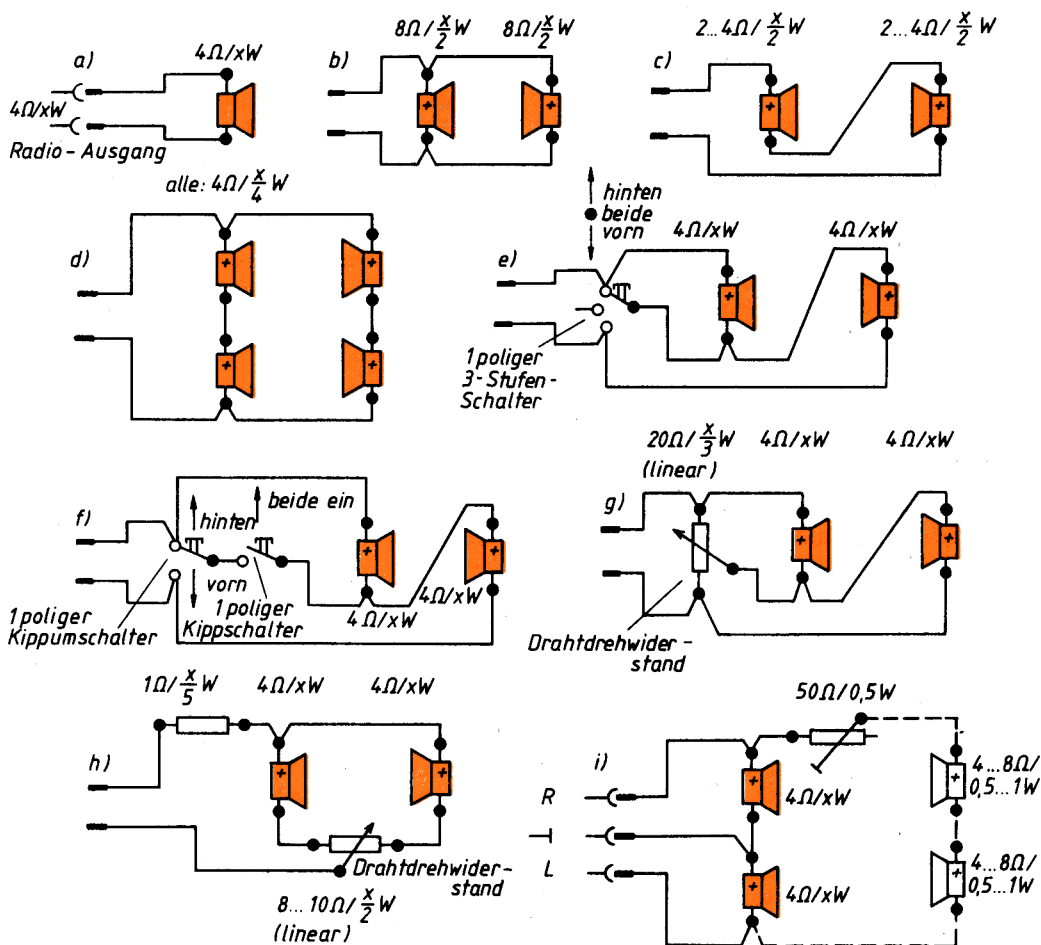 a)
4Ω/xW
4Ω/xW
Radio-Ausgang
b)
8Ω/x/2 W
8Ω/x/2 W
+
+
c)
2...4Ω/x/2 W
2...4Ω/x/2 W
+
+
alle: 4Ω/x/4 W
d)
+
+
+
+
hinten
beide
vorn
e)
4Ω/xW
4Ω/xW
+
+
1poliger
3-Stufen-
Schalter
f)
hinten
beide ein
vorn
+
+
4Ω/xW
4Ω/xW
1poliger
Kippumschalter
1poliger
Kippschalter
20Ω/x/3 W
(linear)
4Ω/xW
4Ω/xW
g)
+
+
Drahtdrehwider-
stand
1Ω/x/5 W
4Ω/xW
4Ω/xW
h)
+
+
Drahtdrehwider-
stand
8...10Ω/x/2 W
(linear)
50Ω/0,5W
i)
R
L
+
4Ω/xW
+
4Ω/xW
+
4...8Ω/
0,5...1W
+
4...8Ω/
0,5...1W